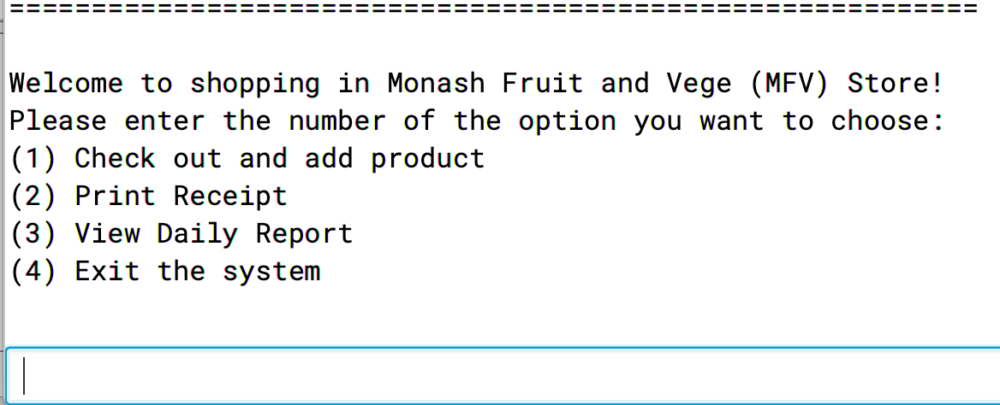 ===========================================================
Welcome to shopping in Monash Fruit and Vege (MFV) Store!
Please enter the number of the option you want to choose:
(1) Check out and add product
(2) Print Receipt
(3) View Daily Report
(4) Exit the system